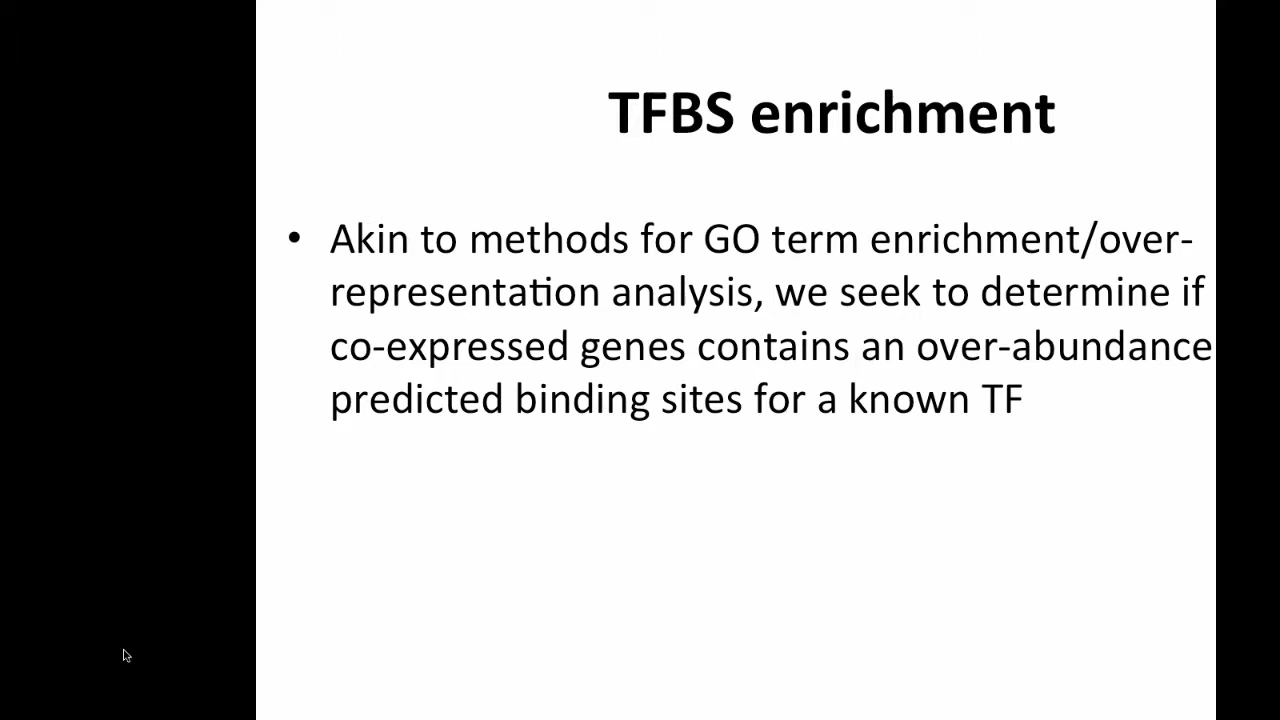 TFBS enrichment
• Akin to methods for GO term enrichment/over-
representation analysis, we seek to determine if
co-expressed genes contains an over-abundance
predicted binding sites for a known TF